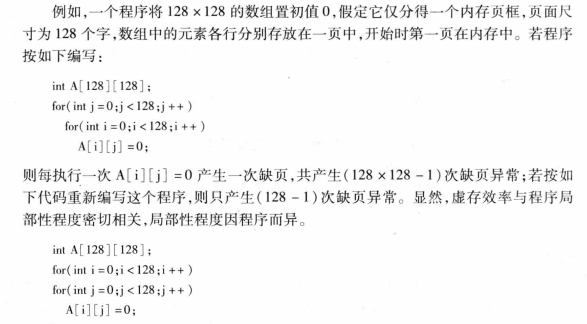 例如,一个程序将 128 × 128 的数组置初值 0,假定它仅分得一个内存页框,页面尺
寸为 128 个字,数组中的元素各行分别存放在一页中,开始时第一页在内存中。若程序
按如下编写:
int A[128][128];
for(int j=0;j<128;j++)
for(int i=0;i<128;i++)
A[i][j]=0;
则每执行一次 A[i][j]=0 产生一次缺页,共产生(128×128-1)次缺页异常;若按如
下代码重新编写这个程序,则只产生(128-1)次缺页异常。显然,虚存效率与程序局
部性程度密切相关,局部性程度因程序而异。
int A[128][128];
for(int i=0;i<128;i++)
for(int j=0;j<128;j++)
A[i][j]=0;